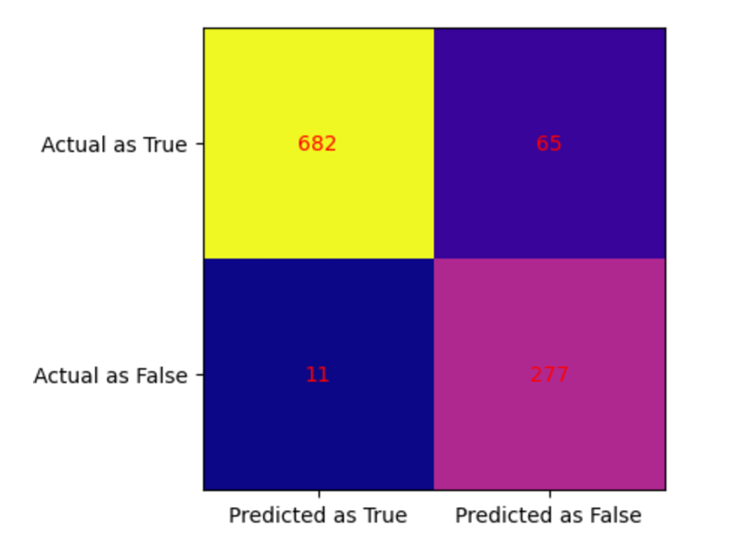 Actual as True
682
65
Actual as False
11
277
Predicted as True
Predicted as False